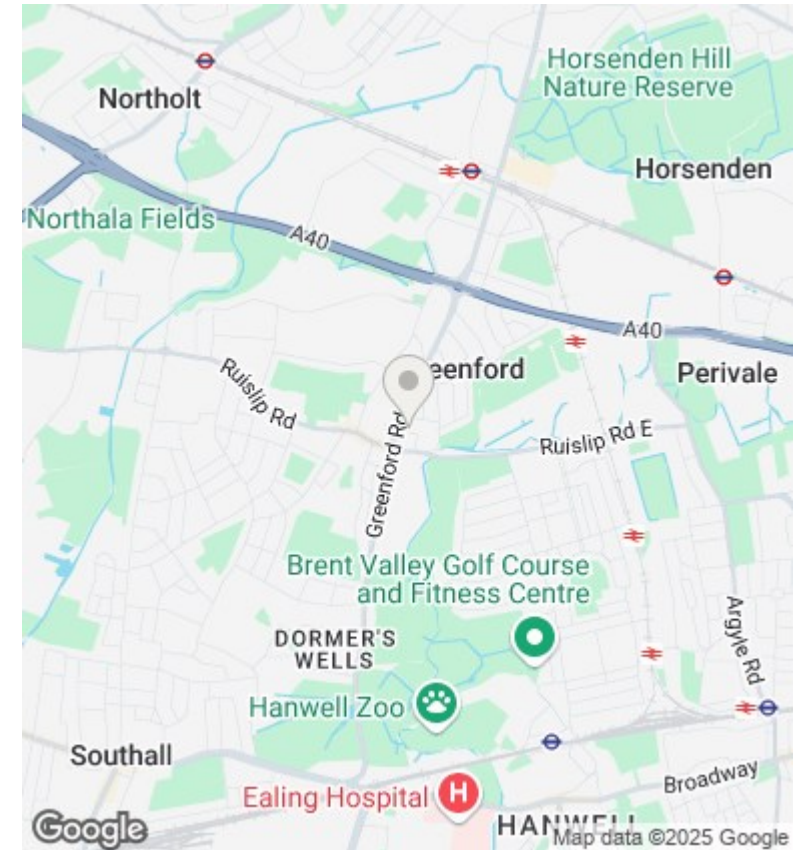 Horsenden Hill
Nature Reserve
Northolt
Horsenden
Northala Fields
A40
A40
eenford
Perivale
Ruislip Rd
Greenford Rd
Ruislip Rd E
Brent Valley Golf Course
and Fitness Centre
Argyle Rd
DORMER'S
WELLS
Hanwell Zoo
Southall
Broadway
Ealing Hospital
H
HANWELL
Google
Map data ©2025 Google